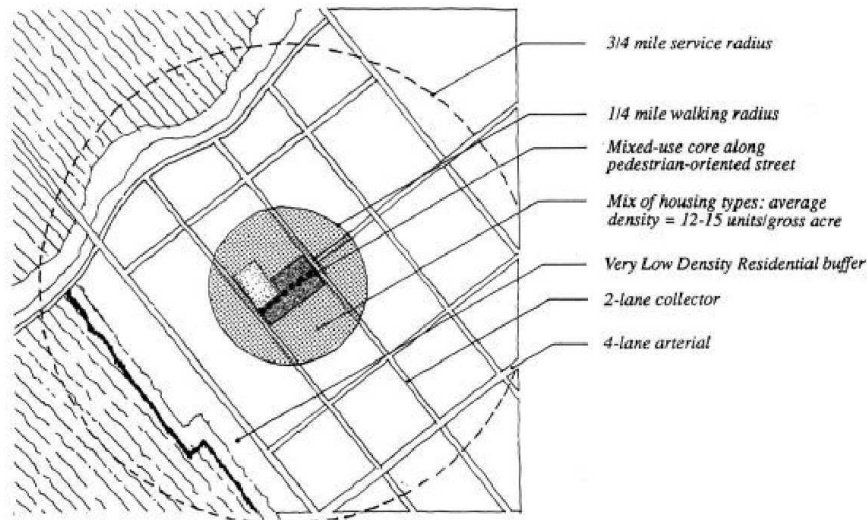 3/4 mile service radius
1/4 mile walking radius
Mixed-use core along
pedestrian-oriented street
Mix of housing types: average
density = 12-15 units/gross acre
Very Low Density Residential buffer
2-lane collector
4-lane arterial